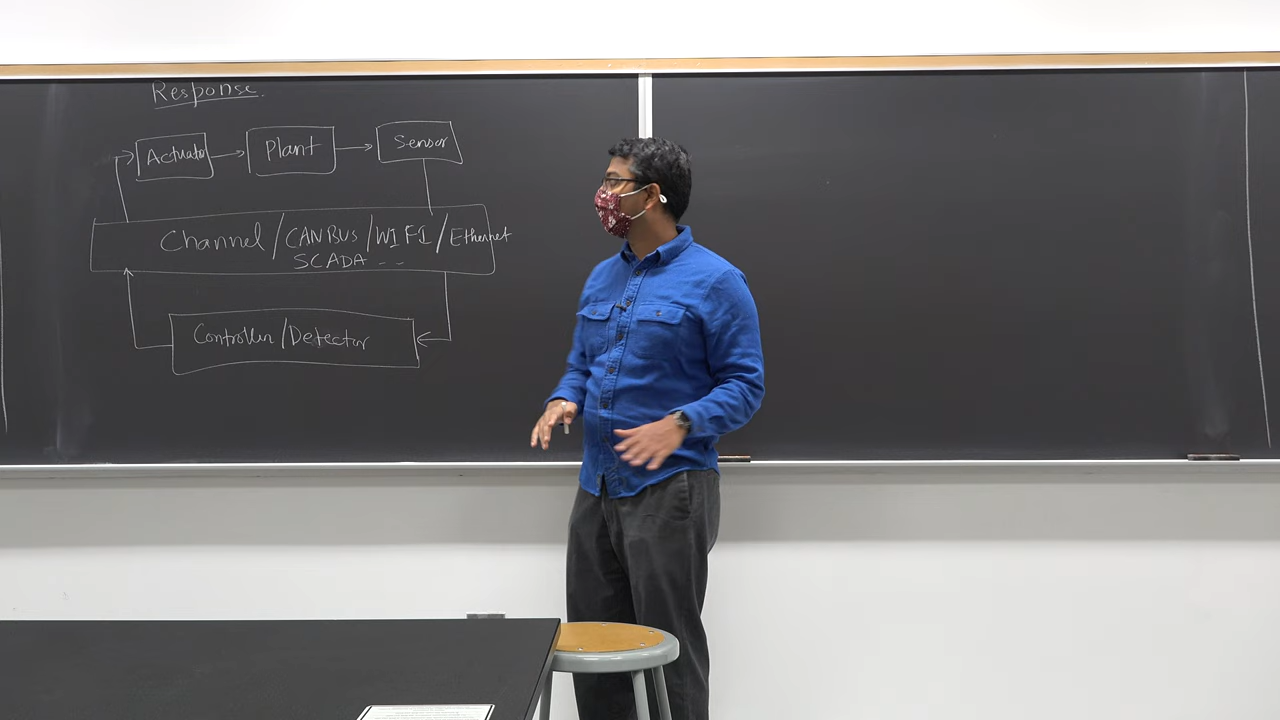 Response.
Actuator
Plant
Sensor
Channel / CANBUS / WIFI / Ethernet
SCADA ...
Controller / Detector